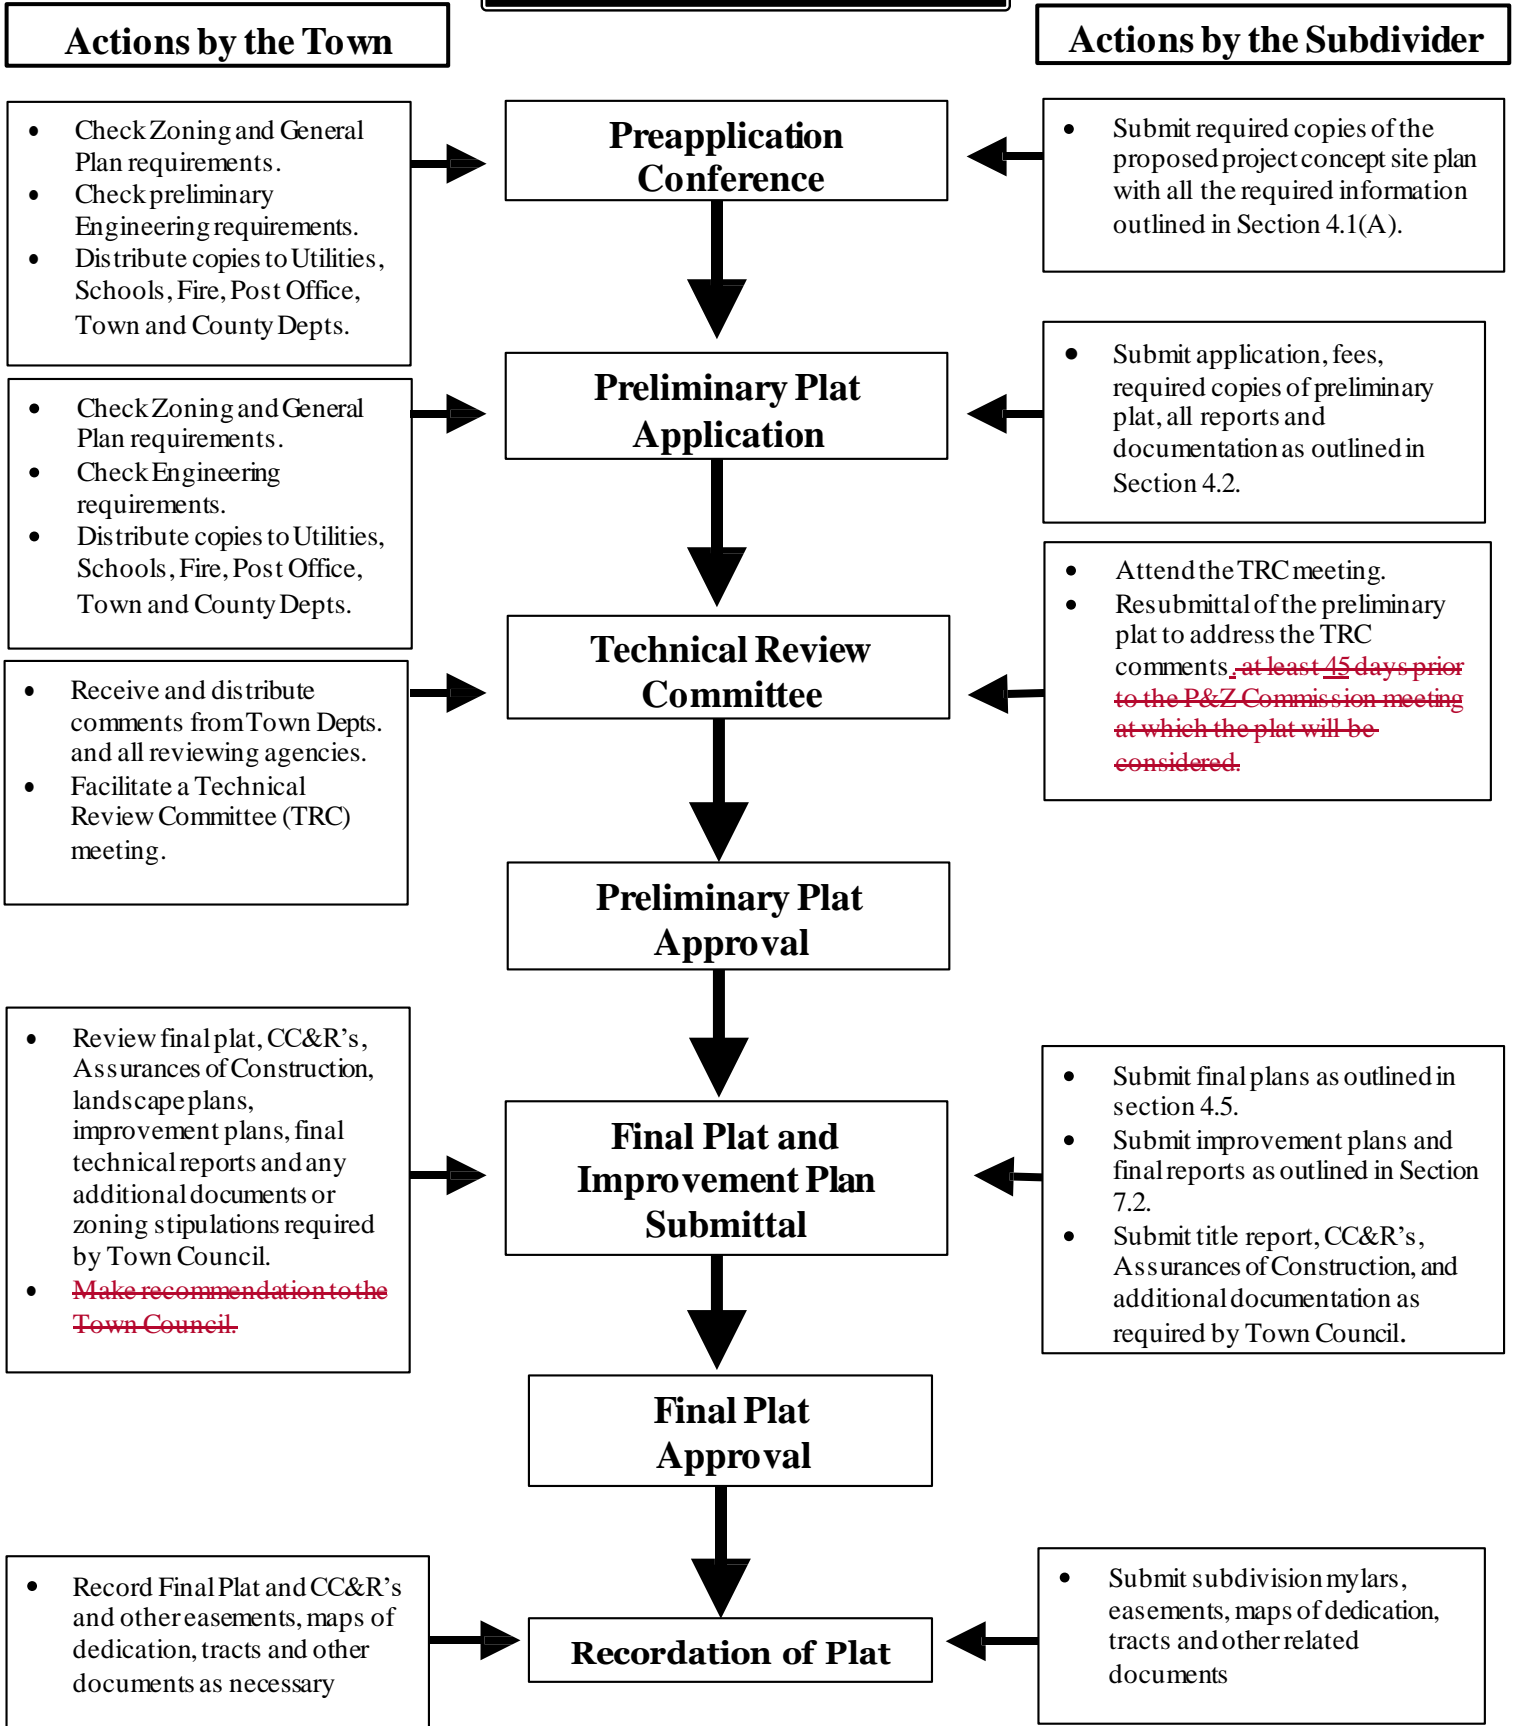 Actions by the Town
Actions by the Subdivider
• Check Zoning and General
Plan requirements.
• Check preliminary
Engineering requirements.
• Distribute copies to Utilities,
Schools, Fire, Post Office,
Town and County Depts.
Preapplication
Conference
• Submit required copies of the
proposed project concept site plan
with all the required information
outlined in Section 4.1(A).
• Check Zoning and General
Plan requirements.
• Check Engineering
requirements.
• Distribute copies to Utilities,
Schools, Fire, Post Office,
Town and County Depts.
Preliminary Plat
Application
• Submit application, fees,
required copies of preliminary
plat, all reports and
documentation as outlined in
Section 4.2.
• Receive and distribute
comments from Town Depts.
and all reviewing agencies.
• Facilitate a Technical
Review Committee (TRC)
meeting.
Technical Review
Committee
• Attend the TRC meeting.
• Resubmittal of the preliminary
plat to address the TRC
comments. at least 45 days prior
to the P&Z Commission meeting
at which the plat will be
considered.
Preliminary Plat
Approval
• Review final plat, CC&R’s,
Assurances of Construction,
landscape plans,
improvement plans, final
technical reports and any
additional documents or
zoning stipulations required
by Town Council.
• Make recommendation to the
Town Council.
Final Plat and
Improvement Plan
Submittal
• Submit final plans as outlined in
section 4.5.
• Submit improvement plans and
final reports as outlined in Section
7.2.
• Submit title report, CC&R’s,
Assurances of Construction, and
additional documentation as
required by Town Council.
Final Plat
Approval
• Record Final Plat and CC&R’s
and other easements, maps of
dedication, tracts and other
documents as necessary
Recordation of Plat
• Submit subdivision mylars,
easements, maps of dedication,
tracts and other related
documents